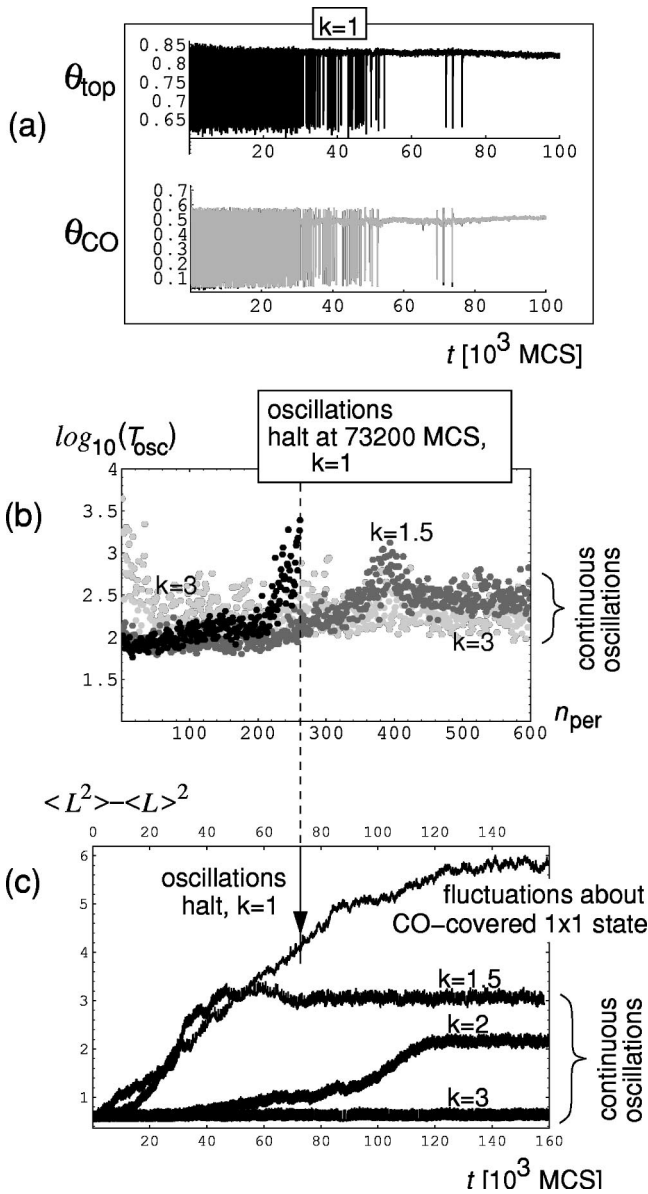 (a)
k=1
θtop
0.85
0.8
0.75
0.7
0.65
20 40 60 80 100
θCO
0.7
0.6
0.5
0.4
0.3
0.2
0.1
20 40 60 80 100
t [10^3 MCS]
oscillations
halt at 73200 MCS,
k=1
log10(Tosc)
(b)
4
3.5
3
2.5
2
1.5
k=3
k=1.5
k=3
continuous
oscillations
100 200 300 400 500 600
nper
<L^2>-<L>^2
0 20 40 60 80 100 120 140
(c)
6
5
4
3
2
1
oscillations
halt, k=1
fluctuations about
CO-covered 1x1 state
k=1.5
k=2
k=3
continuous
oscillations
20 40 60 80 100 120 140 160
t [10^3 MCS]